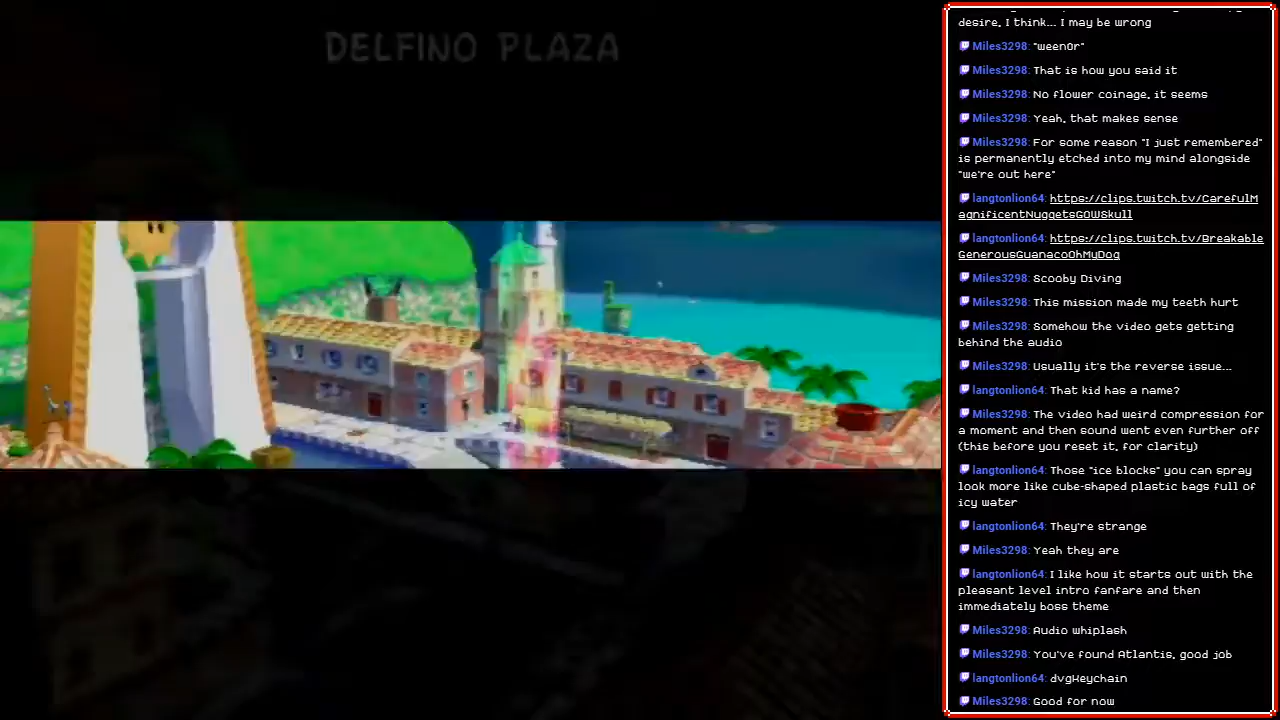 DELFINO PLAZA
desire, I think... I may be wrong
Miles3298: "ween0r"
Miles3298: That is how you said it
Miles3298: No flower coinage, it seems
Miles3298: Yeah, that makes sense
Miles3298: For some reason "I just remembered"
is permanently etched into my mind alongside
"we're out here"
langtonlion64: https://clips.twitch.tv/CarefulM
agnificentNuggetsGOWSkull
langtonlion64: https://clips.twitch.tv/Breakable
GenerousGuanacoOhMyDog
Miles3298: Scooby Diving
Miles3298: This mission made my teeth hurt
Miles3298: Somehow the video gets getting
behind the audio
Miles3298: Usually it's the reverse issue...
langtonlion64: That kid has a name?
Miles3298: The video had weird compression for
a moment and then sound went even further off
(this before you reset it, for clarity)
langtonlion64: Those "ice blocks" you can spray
look more like cube-shaped plastic bags full of
icy water
langtonlion64: They're strange
Miles3298: Yeah they are
langtonlion64: I like how it starts out with the
pleasant level intro fanfare and then
immediately boss theme
Miles3298: Audio whiplash
Miles3298: You've found Atlantis, good job
langtonlion64: dvgKeychain
Miles3298: Good for now